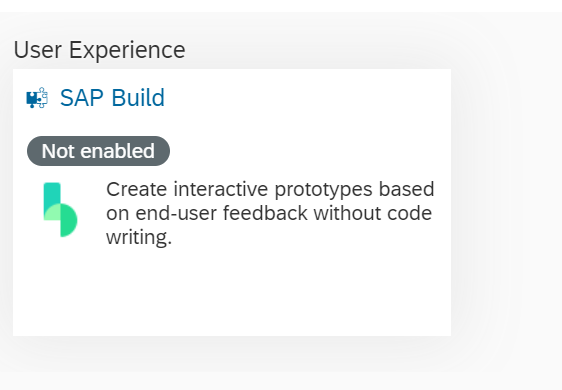 User Experience
SAP Build
Not enabled
Create interactive prototypes based
on end-user feedback without code
writing.